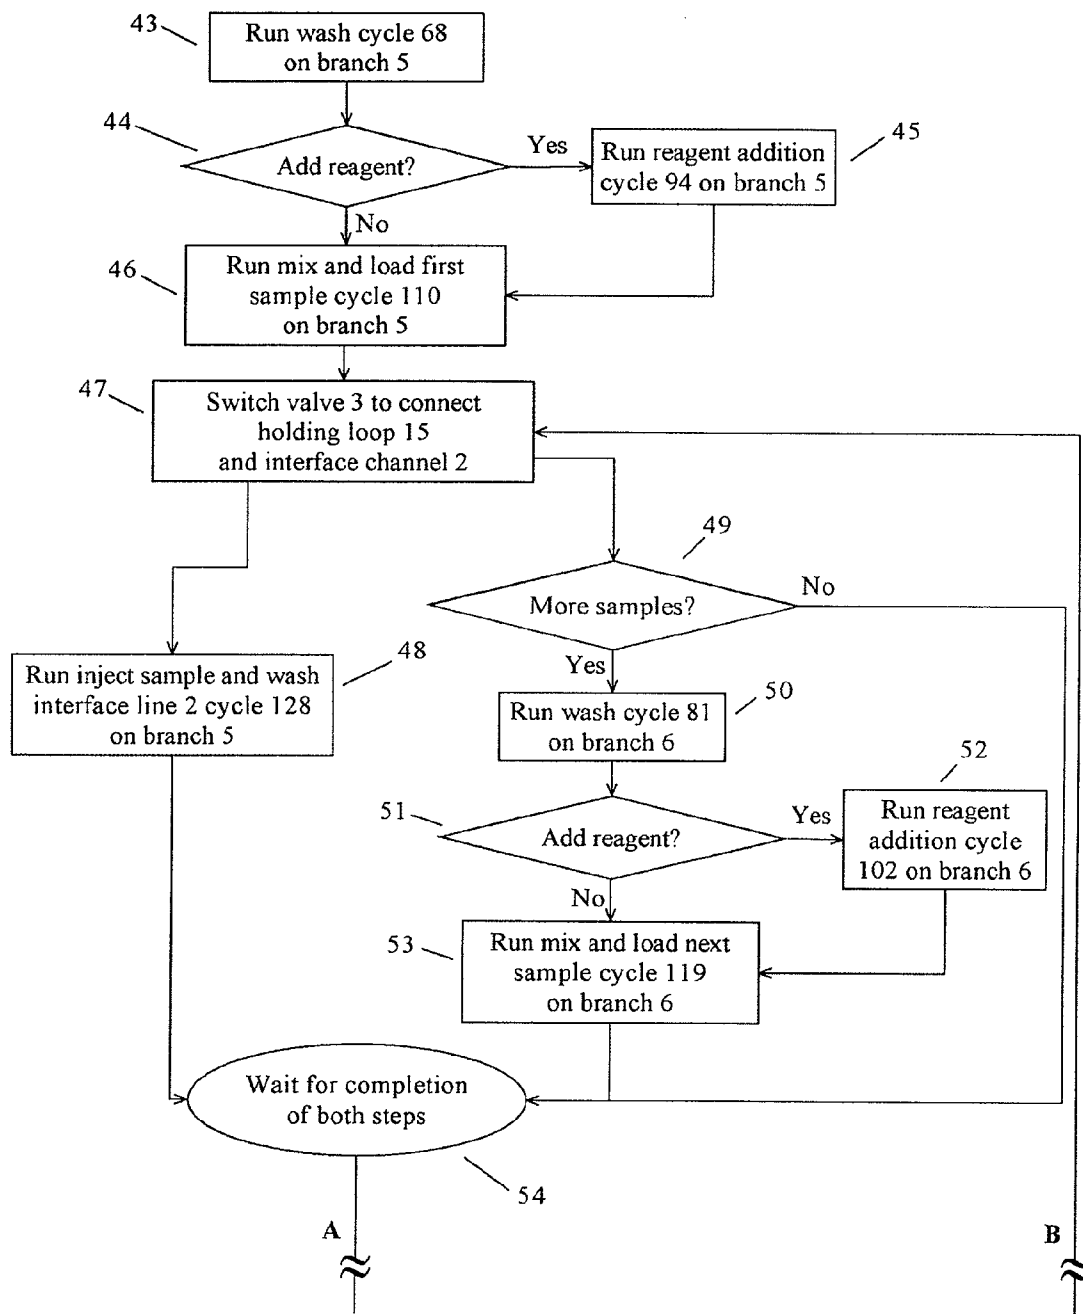 43
Run wash cycle 68
on branch 5
44
Add reagent?
Yes
45
Run reagent addition
cycle 94 on branch 5
No
46
Run mix and load first
sample cycle 110
on branch 5
47
Switch valve 3 to connect
holding loop 15
and interface channel 2
49
More samples?
No
Yes
48
Run inject sample and wash
interface line 2 cycle 128
on branch 5
50
Run wash cycle 81
on branch 6
51
Add reagent?
Yes
52
Run reagent
addition cycle
102 on branch 6
No
53
Run mix and load next
sample cycle 119
on branch 6
Wait for completion
of both steps
54
A
B